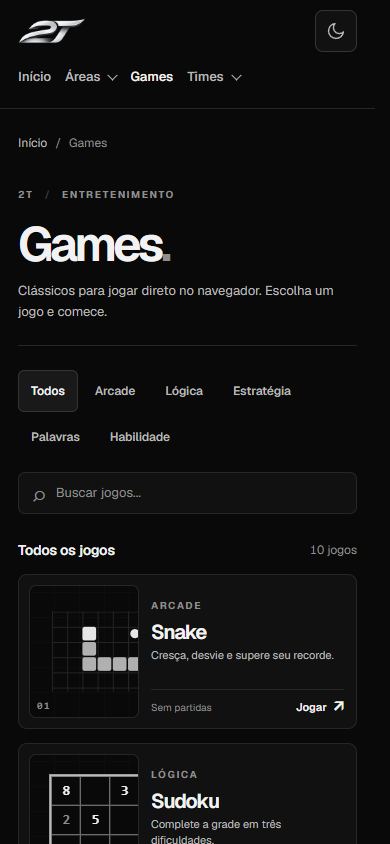 2T
Início Áreas Games Times
Início / Games
2T / ENTRETENIMENTO
Games.
Clássicos para jogar direto no navegador. Escolha um
jogo e comece.
Todos Arcade Lógica Estratégia
Palavras Habilidade
Buscar jogos...
Todos os jogos 10 jogos
ARCADE
Snake
Cresça, desvie e supere seu recorde.
01
Sem partidas Jogar
LÓGICA
8 3
Sudoku
2 5
Complete a grade em três
dificuldades.